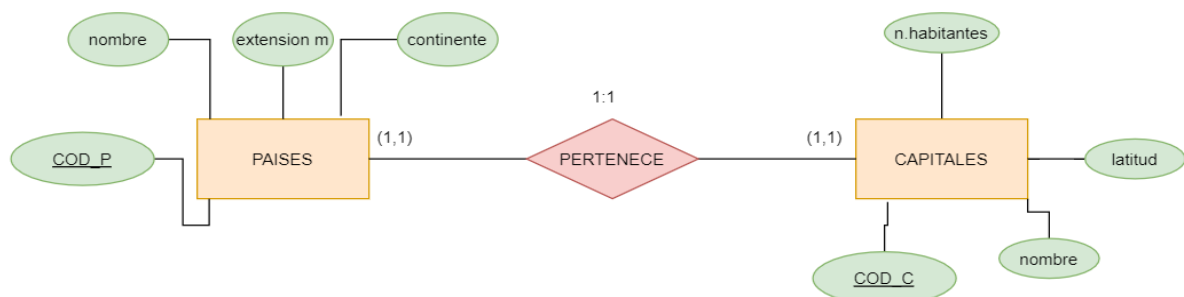 nombre
extension m
continente
n.habitantes
1:1
COD_P
PAISES
(1,1)
PERTENECE
(1,1)
CAPITALES
latitud
nombre
COD_C